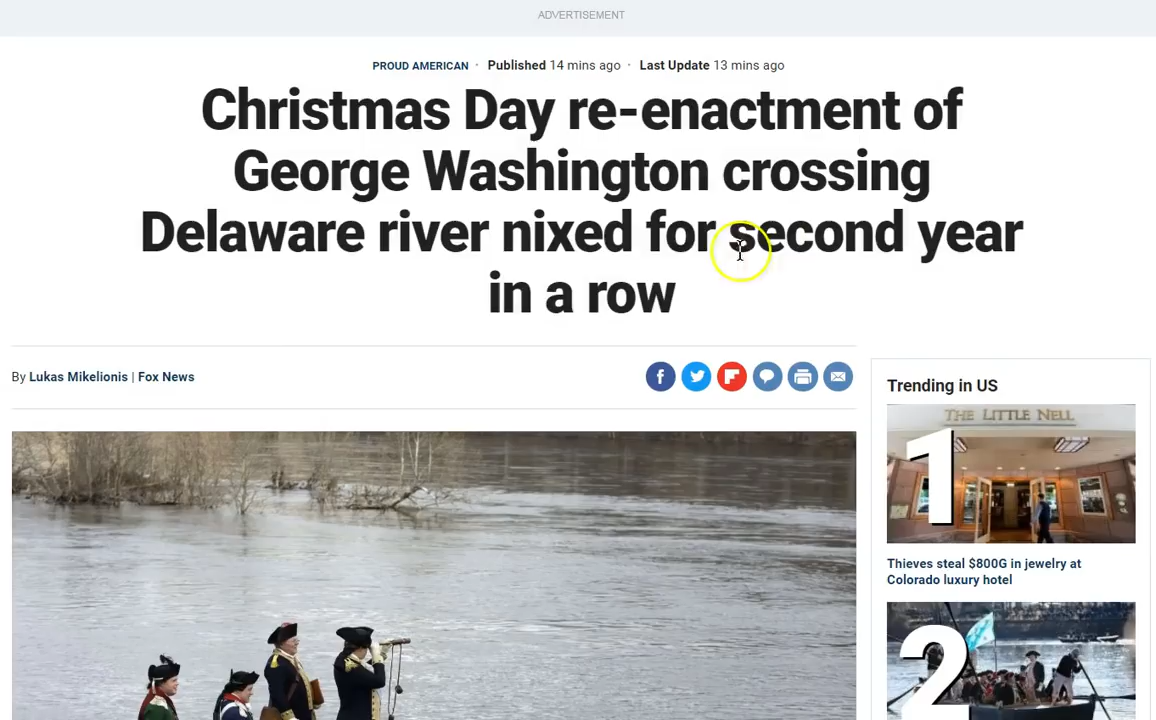 ADVERTISEMENT
PROUD AMERICAN · Published 14 mins ago · Last Update 13 mins ago
Christmas Day re-enactment of
George Washington crossing
Delaware river nixed for second year
in a row
By Lukas Mikelionis | Fox News
Trending in US
THE LITTLE NELL
1
Thieves steal $800G in jewelry at
Colorado luxury hotel
2